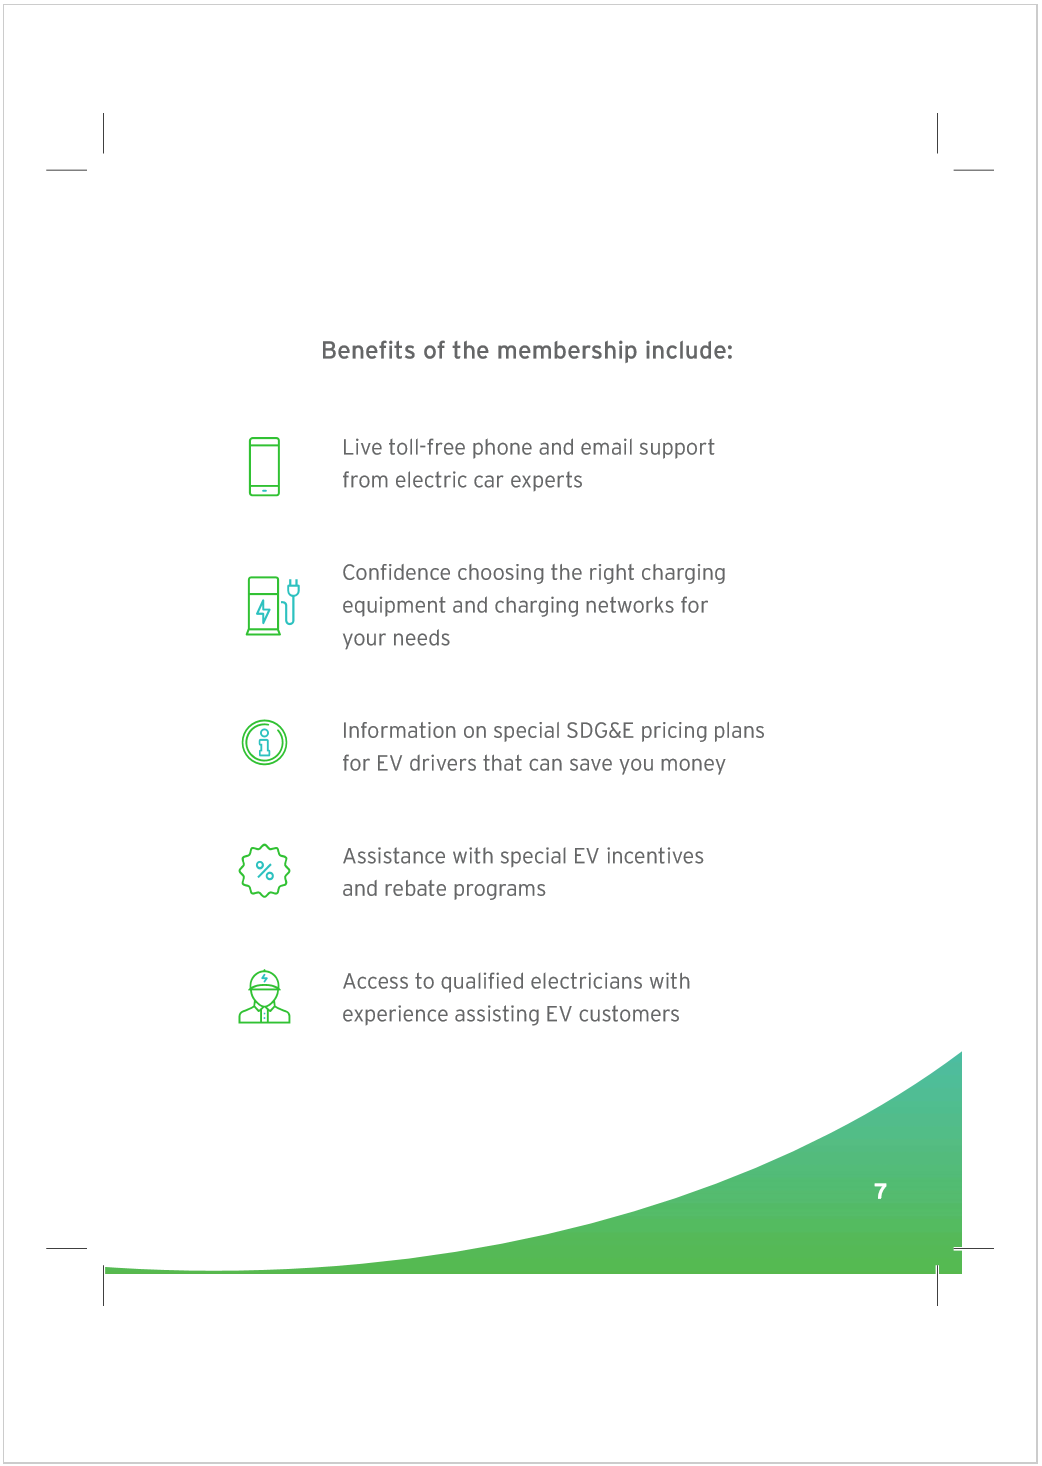 Benefits of the membership include:
Live toll-free phone and email support
from electric car experts
Confidence choosing the right charging
equipment and charging networks for
your needs
Information on special SDG&E pricing plans
for EV drivers that can save you money
%
Assistance with special EV incentives
and rebate programs
Access to qualified electricians with
experience assisting EV customers
7